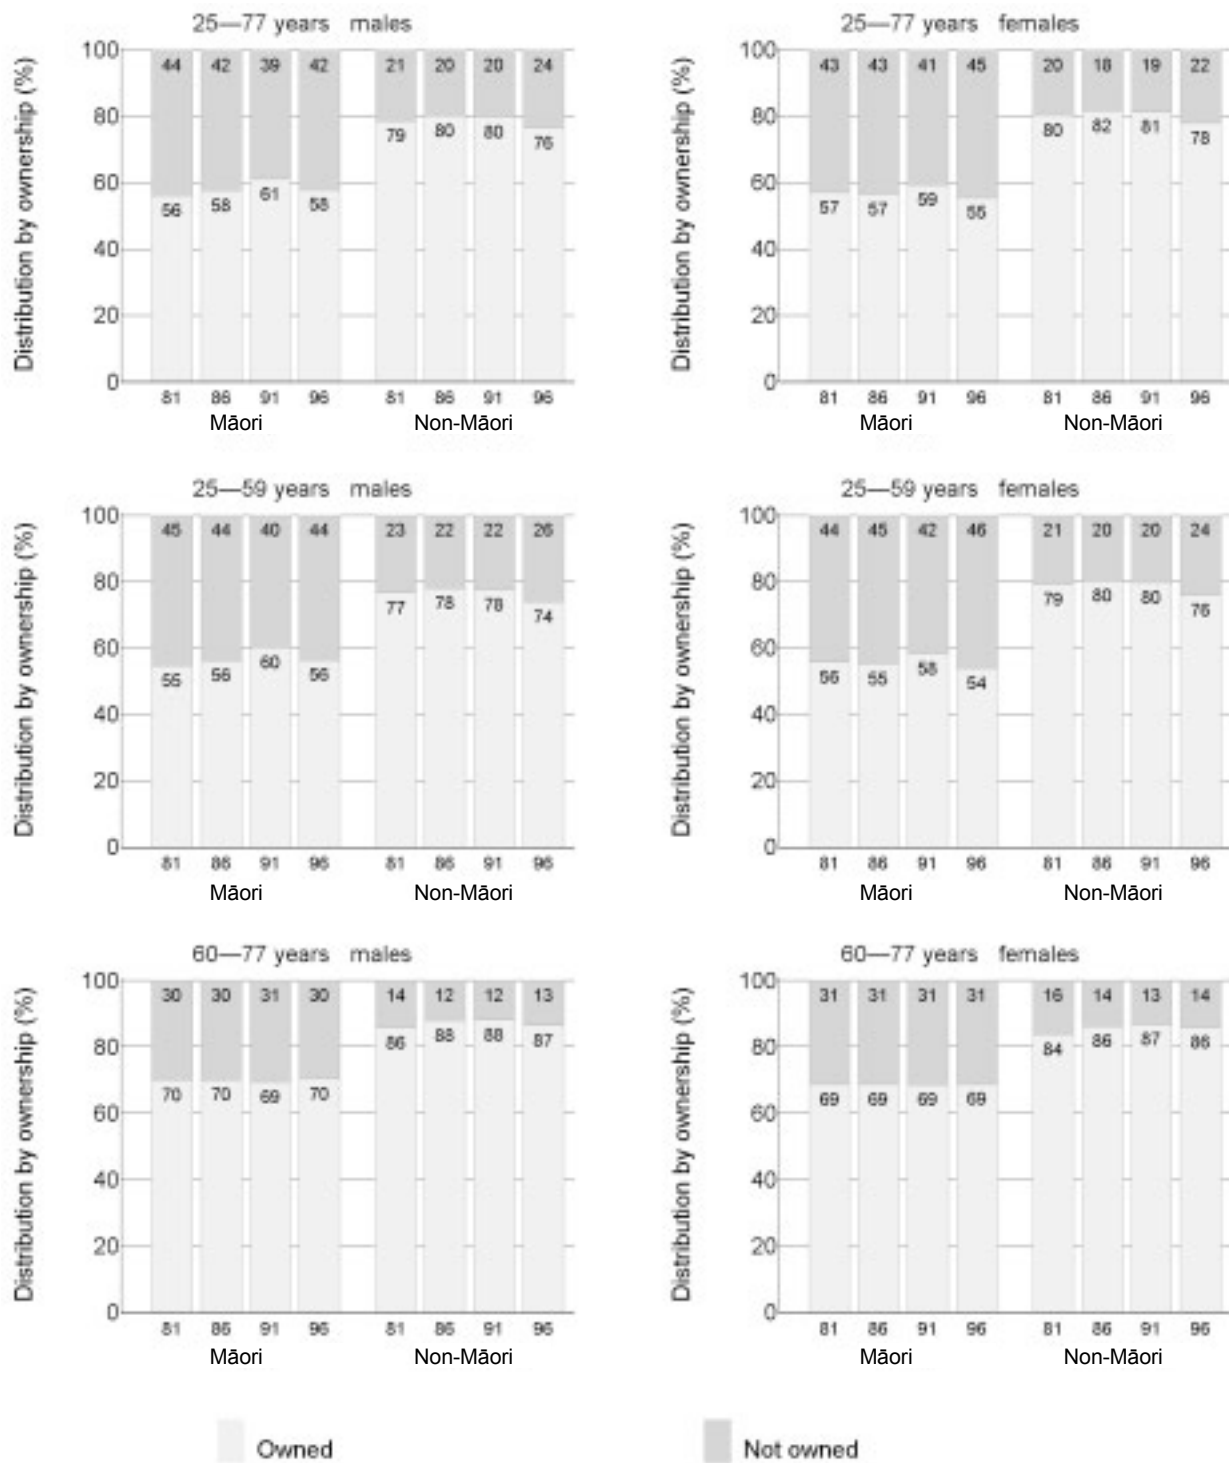 25—77 years males
Distribution by ownership (%)
100
80
60
40
20
0
44 42 39 42 21 20 20 24
56 58 61 58 79 80 80 76
81 86 91 96 81 86 91 96
Māori Non-Māori
25—77 years females
Distribution by ownership (%)
100
80
60
40
20
0
43 43 41 45 20 18 19 22
57 57 59 55 80 82 81 78
81 86 91 96 81 86 91 96
Māori Non-Māori
25—59 years males
Distribution by ownership (%)
100
80
60
40
20
0
45 44 40 44 23 22 22 26
55 56 60 56 77 78 78 74
81 86 91 96 81 86 91 96
Māori Non-Māori
25—59 years females
Distribution by ownership (%)
100
80
60
40
20
0
44 45 42 46 21 20 20 24
56 55 58 54 79 80 80 76
81 86 91 96 81 86 91 96
Māori Non-Māori
60—77 years males
Distribution by ownership (%)
100
80
60
40
20
0
30 30 31 30 14 12 12 13
70 70 69 70 86 88 88 87
81 86 91 96 81 86 91 96
Māori Non-Māori
60—77 years females
Distribution by ownership (%)
100
80
60
40
20
0
31 31 31 31 16 14 13 14
69 69 69 69 84 86 87 86
81 86 91 96 81 86 91 96
Māori Non-Māori
Owned Not owned